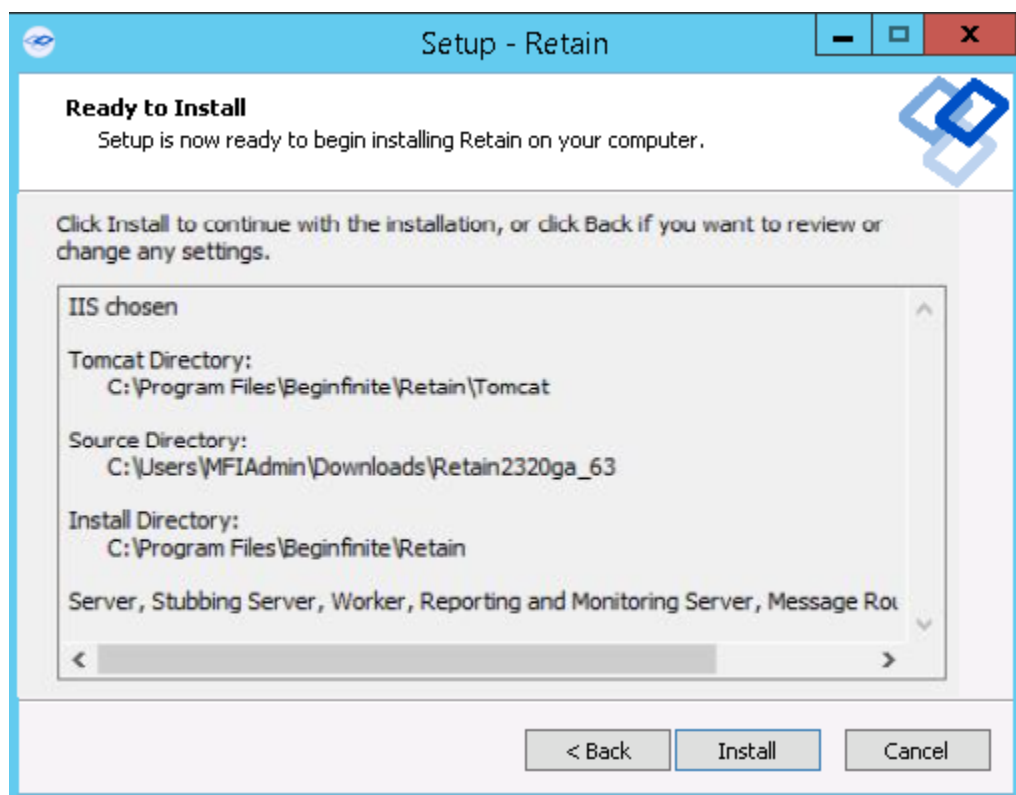 Setup - Retain
Ready to Install
Setup is now ready to begin installing Retain on your computer.
Click Install to continue with the installation, or click Back if you want to review or
change any settings.
IIS chosen
Tomcat Directory:
C:\Program Files\Beginfinite\Retain\Tomcat
Source Directory:
C:\Users\MFIAdmin\Downloads\Retain2320ga_63
Install Directory:
C:\Program Files\Beginfinite\Retain
Server, Stubbing Server, Worker, Reporting and Monitoring Server, Message Rou
< Back
Install
Cancel